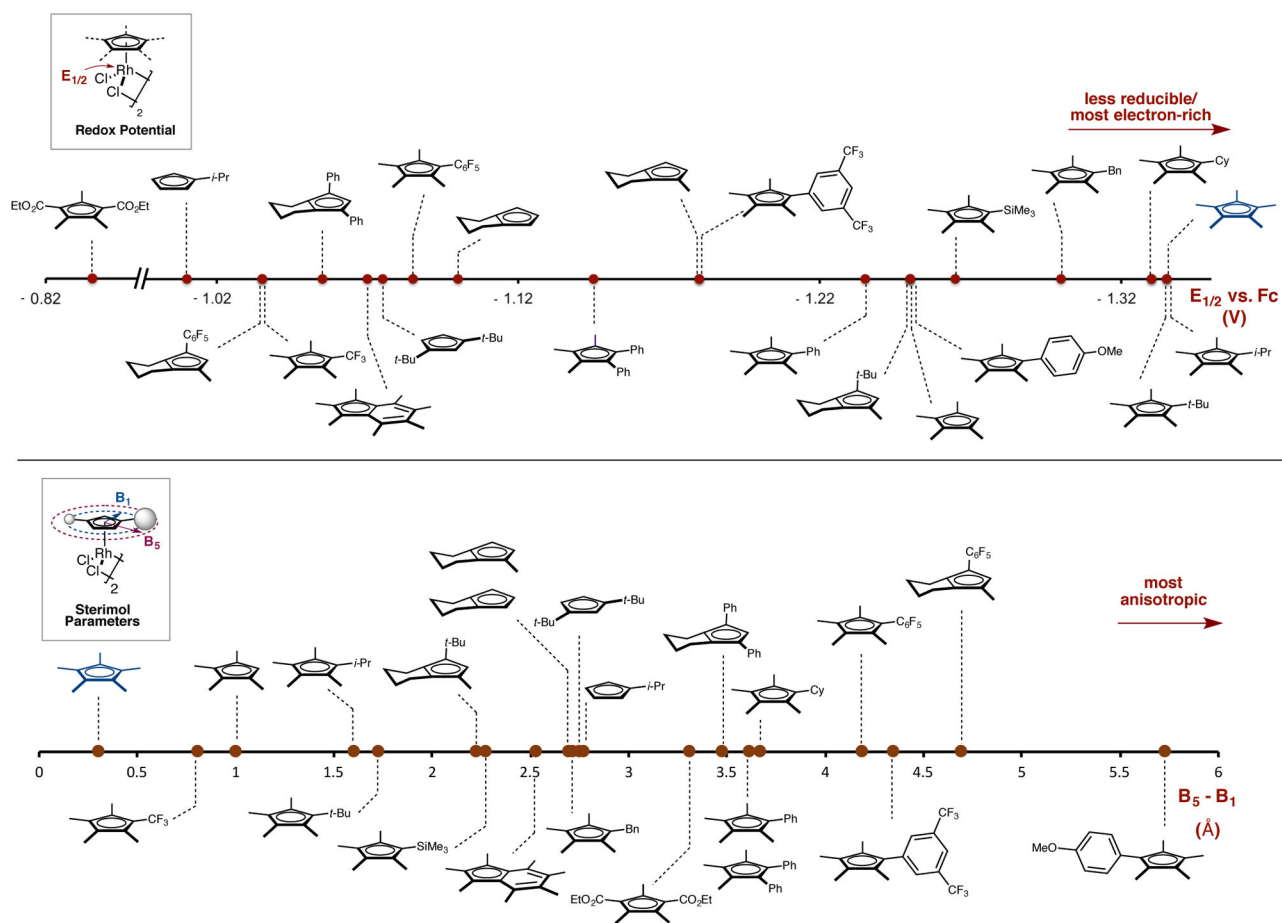 E1/2
Rh
Cl
Cl
2
Redox Potential
less reducible/
most electron-rich
EtO2C
CO2Et
i-Pr
Ph
Ph
C6F5
CF3
CF3
SiMe3
Bn
Cy
- 0.82
- 1.02
- 1.12
- 1.22
- 1.32
E1/2 vs. Fc
(V)
C6F5
CF3
t-Bu
t-Bu
Ph
Ph
Ph
t-Bu
OMe
t-Bu
i-Pr
B1
B5
Rh
Cl
Cl
2
Sterimol
Parameters
most
anisotropic
i-Pr
t-Bu
t-Bu
t-Bu
i-Pr
Ph
Ph
Cy
C6F5
C6F5
0
0.5
1
1.5
2
2.5
3
3.5
4
4.5
5
5.5
6
B5 - B1
(Å)
CF3
t-Bu
SiMe3
Bn
EtO2C
CO2Et
Ph
Ph
Ph
CF3
CF3
MeO